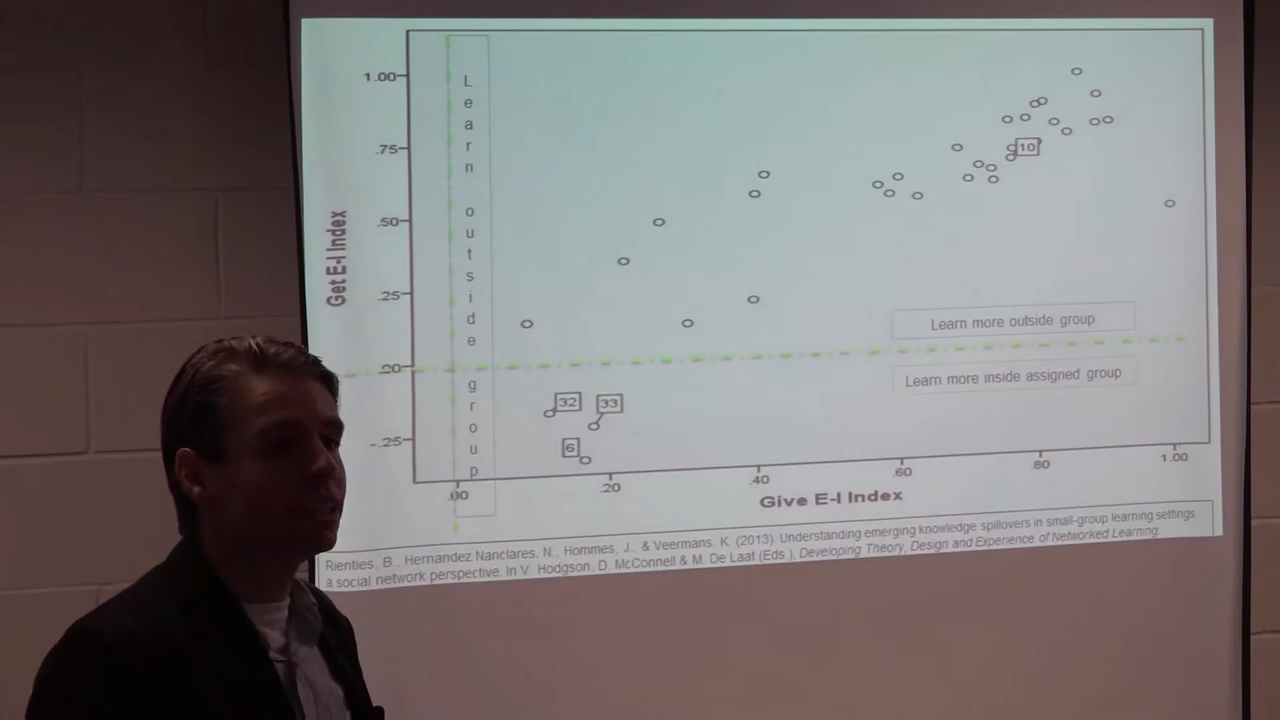 1.00
.75
.50
.25
.00
-.25
Get E-I Index
Learn outside group
10
Learn more outside group
Learn more inside assigned group
32
33
6
.00
.20
.40
.60
.80
1.00
Give E-I Index
Rienties, B., Hernandez Nanclares, N., Hommes, J., & Veermans, K. (2013). Understanding emerging knowledge spillovers in small-group learning settings
a social network perspective. In V. Hodgson, D. McConnell & M. De Laat (Eds.), Developing Theory, Design and Experience of Networked Learning.